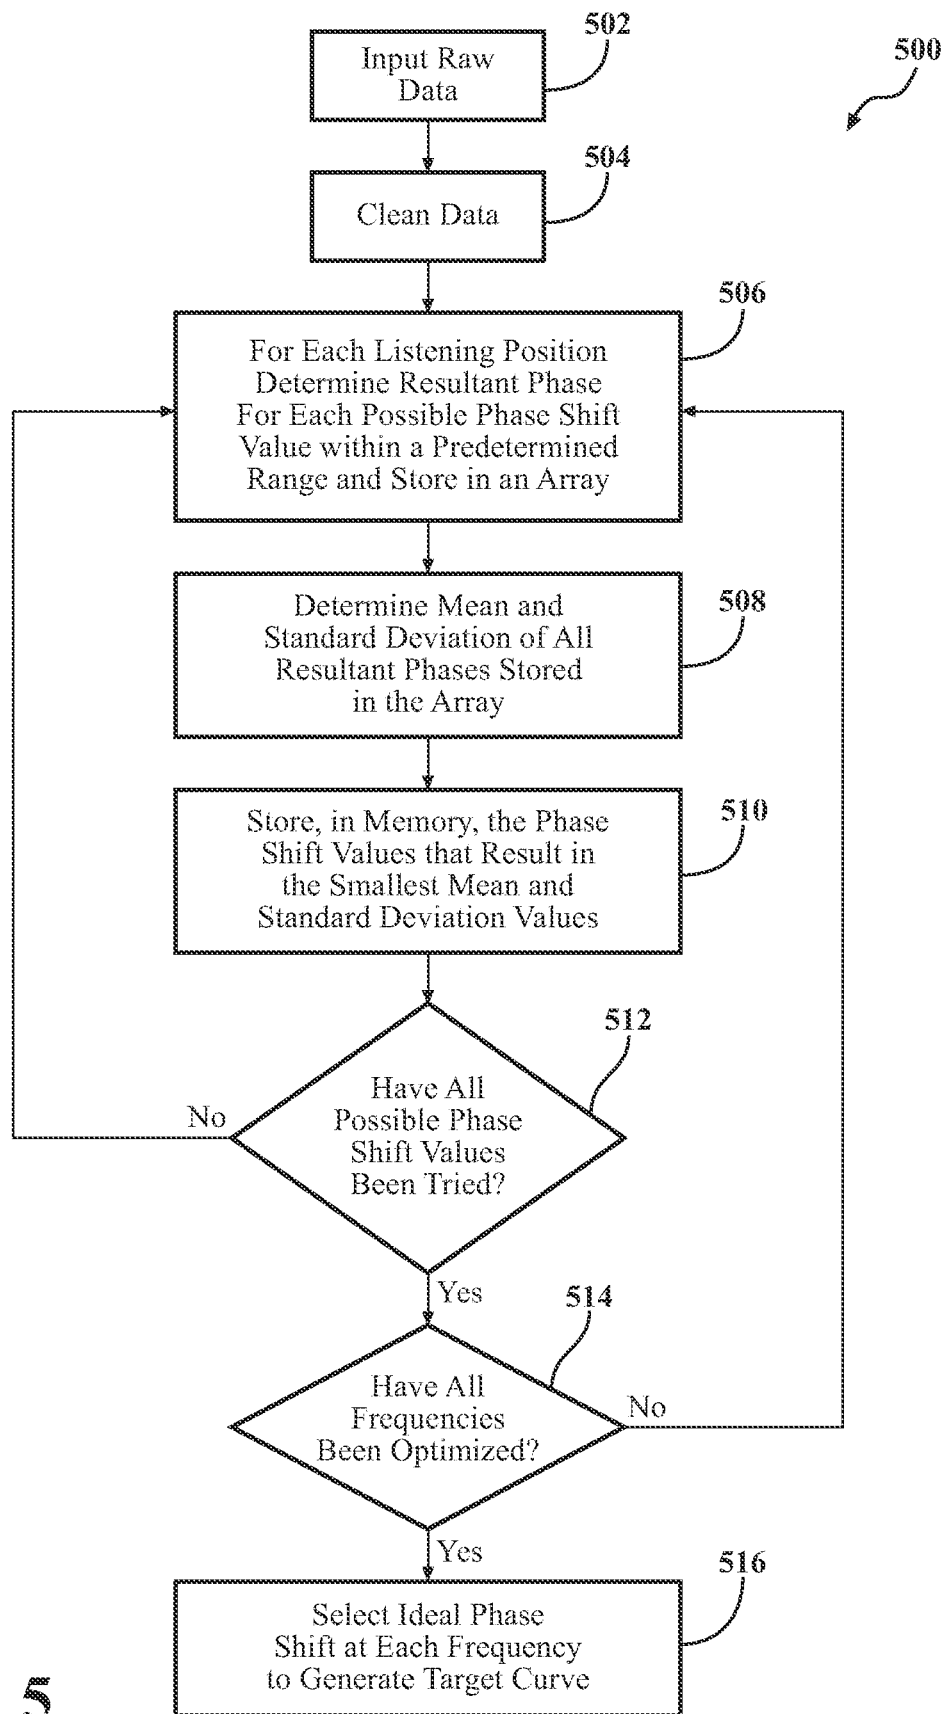 502
500
Input Raw
Data
504
Clean Data
506
For Each Listening Position
Determine Resultant Phase
For Each Possible Phase Shift
Value within a Predetermined
Range and Store in an Array
508
Determine Mean and
Standard Deviation of All
Resultant Phases Stored
in the Array
510
Store, in Memory, the Phase
Shift Values that Result in
the Smallest Mean and
Standard Deviation Values
512
Have All
Possible Phase
Shift Values
Been Tried?
No
Yes
514
Have All
Frequencies
Been Optimized?
No
Yes
516
Select Ideal Phase
Shift at Each Frequency
to Generate Target Curve
5